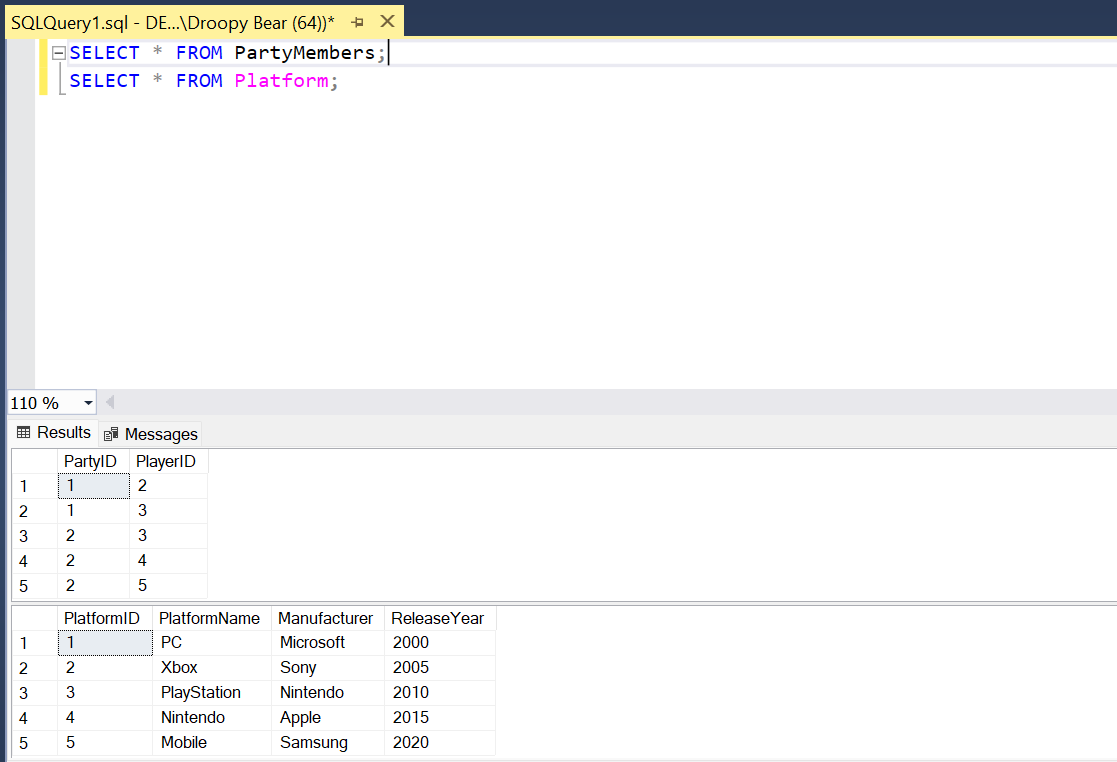 SQLQuery1.sql - DE...\Droopy Bear (64))*
SELECT * FROM PartyMembers;
SELECT * FROM Platform;
110 %
Results Messages
PartyID PlayerID
1 1 2
2 1 3
3 2 3
4 2 4
5 2 5
PlatformID PlatformName Manufacturer ReleaseYear
1 1 PC Microsoft 2000
2 2 Xbox Sony 2005
3 3 PlayStation Nintendo 2010
4 4 Nintendo Apple 2015
5 5 Mobile Samsung 2020